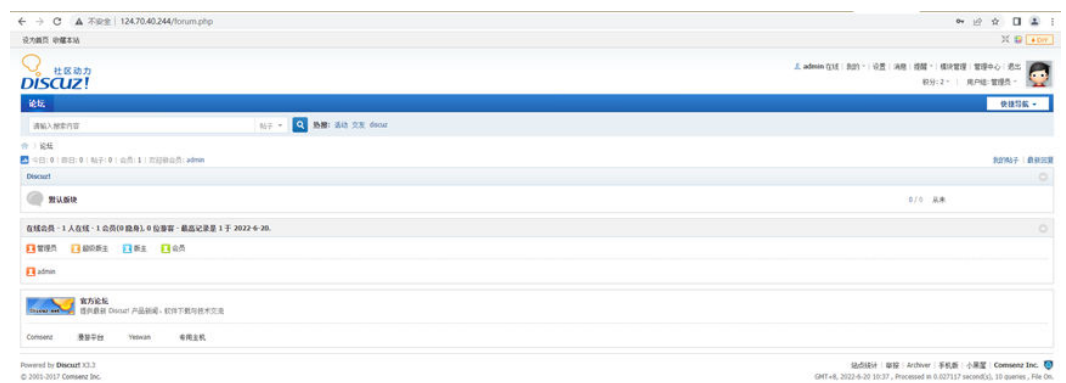 不安全 | 124.70.40.244/forum.php
设为首页 收藏本站
DIY
社区动力
DISCUZ!
admin 在线 | 我的 | 设置 | 消息 | 提醒 | 模块管理 | 管理中心 | 退出
积分: 2 | 用户组: 管理员
论坛
快捷导航
请输入搜索内容
帖子
热搜: 活动 交友 discuz
论坛
今日: 0 | 昨日: 0 | 帖子: 0 | 会员: 1 | 欢迎新会员: admin
我的帖子 | 最新回复
Discuz!
默认版块
0 / 0 从未
在线会员 - 1 人在线 - 1 会员(0 隐身), 0 位游客 - 最高记录是 1 于 2022-6-20.
管理员 超级版主 版主 会员
admin
官方论坛
提供最新 Discuz! 产品新闻、软件下载与技术交流
Comsenz 漫游平台 Yeswan 专用主机
Powered by Discuz! X3.3
© 2001-2017 Comsenz Inc.
站点统计 | 举报 | Archiver | 手机版 | 小黑屋 | Comsenz Inc.
GMT+8, 2022-6-20 10:37 , Processed in 0.027117 second(s), 10 queries , File On.